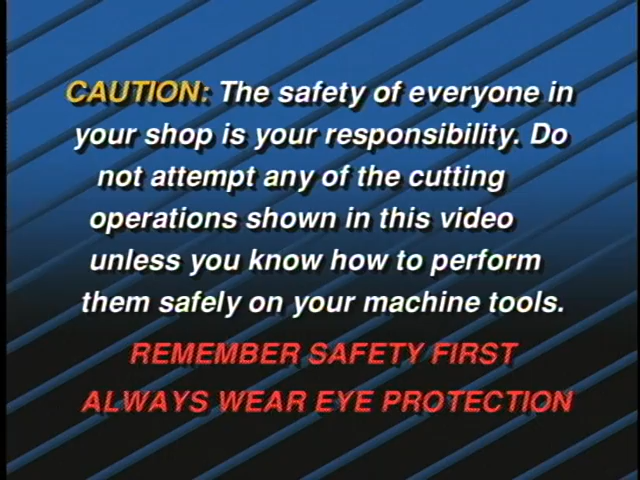 CAUTION: The safety of everyone in
your shop is your responsibility. Do
not attempt any of the cutting
operations shown in this video
unless you know how to perform
them safely on your machine tools.
REMEMBER SAFETY FIRST
ALWAYS WEAR EYE PROTECTION